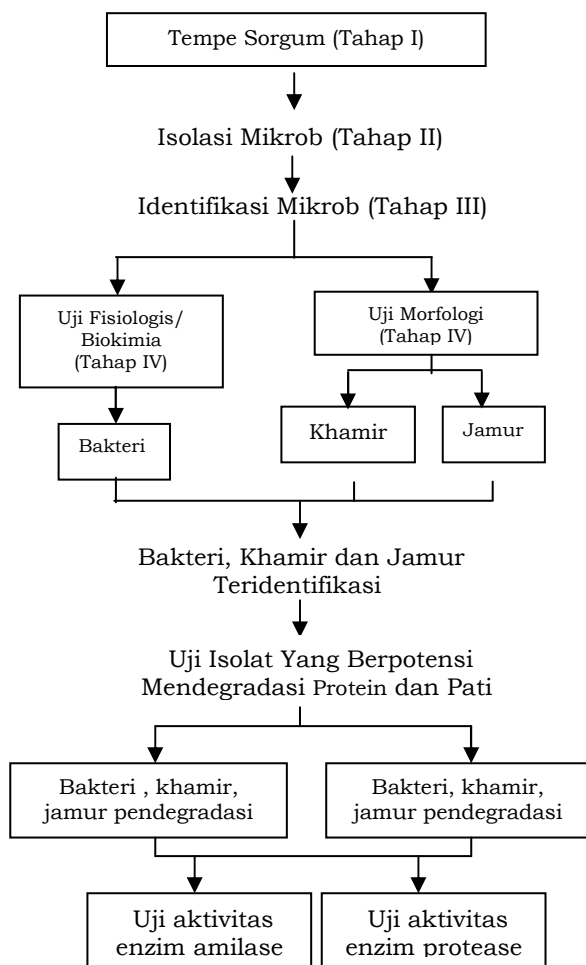 Tempe Sorgum (Tahap I)
Isolasi Mikrob (Tahap II)
Identifikasi Mikrob (Tahap III)
Uji Fisiologis/
Biokimia
(Tahap IV)
Uji Morfologi
(Tahap IV)
Bakteri
Khamir
Jamur
Bakteri, Khamir dan Jamur
Teridentifikasi
Uji Isolat Yang Berpotensi
Mendegradasi Protein dan Pati
Bakteri , khamir,
jamur pendegradasi
Bakteri, khamir,
jamur pendegradasi
Uji aktivitas
enzim amilase
Uji aktivitas
enzim protease